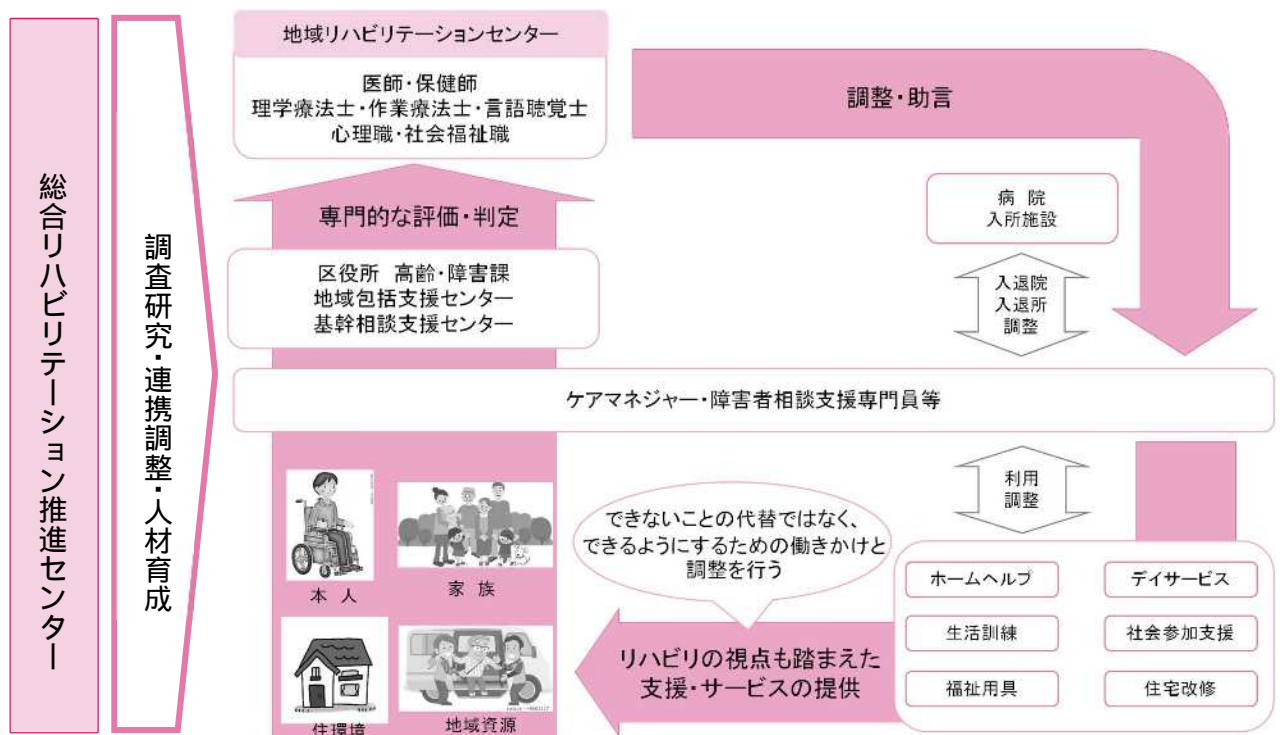 総合リハビリテーション推進センター
調査研究・連携調整・人材育成
地域リハビリテーションセンター
医師・保健師
理学療法士・作業療法士・言語聴覚士
心理職・社会福祉職
調整・助言
専門的な評価・判定
区役所 高齢・障害課
地域包括支援センター
基幹相談支援センター
病 院
入所施設
入退院
入退所
調整
ケアマネジャー・障害者相談支援専門員等
利用
調整
本 人
家 族
住環境
地域資源
できないことの代替ではなく、
できるようにするための働きかけと
調整を行う
リハビリの視点も踏まえた
支援・サービスの提供
ホームヘルプ
デイサービス
生活訓練
社会参加支援
福祉用具
住宅改修